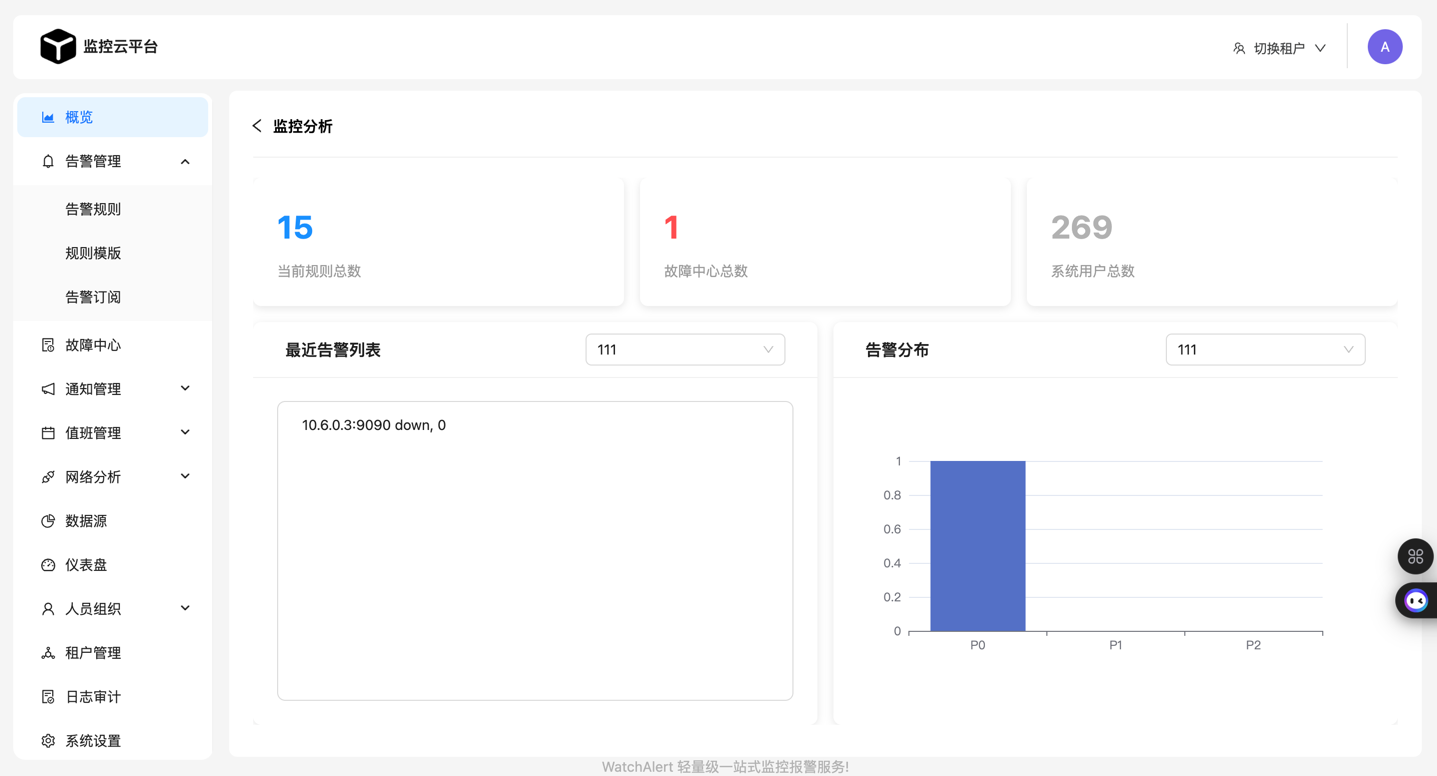 监控云平台
切换租户
A
概览
告警管理
告警规则
规则模版
告警订阅
故障中心
通知管理
值班管理
网络分析
数据源
仪表盘
人员组织
租户管理
日志审计
系统设置
监控分析
15
当前规则总数
1
故障中心总数
269
系统用户总数
最近告警列表
111
10.6.0.3:9090 down, 0
告警分布
111
1
0.8
0.6
0.4
0.2
0
P0 P1 P2
WatchAlert 轻量级一站式监控报警服务!